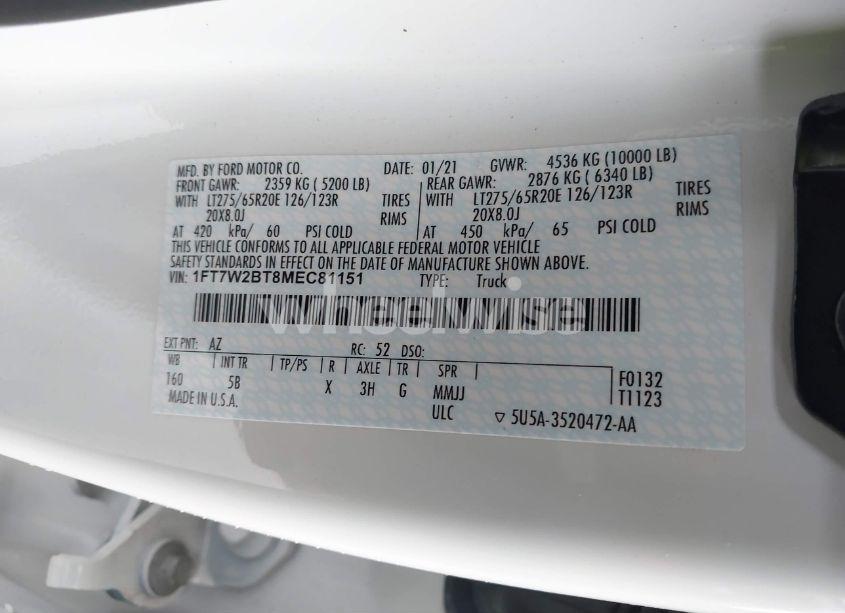 MFD. BY FORD MOTOR CO. DATE: 01/21 GVWR: 4536 KG (10000 LB)
FRONT GAWR: 2359 KG ( 5200 LB) REAR GAWR: 2876 KG ( 6340 LB)
WITH LT275/65R20E 126/123R TIRES WITH LT275/65R20E 126/123R TIRES
20X8.0J RIMS 20X8.0J RIMS
AT 420 kPa/ 60 PSI COLD AT 450 kPa/ 65 PSI COLD
THIS VEHICLE CONFORMS TO ALL APPLICABLE FEDERAL MOTOR VEHICLE
SAFETY STANDARDS IN EFFECT ON THE DATE OF MANUFACTURE SHOWN ABOVE.
VIN: 1FT7W2BT8MEC81151 TYPE: Truck
Wheelwise
EXT PNT: AZ RC: 52 DSO:
WB INT TR TP/PS R AXLE TR SPR
160 5B X 3H G MMJJ F0132
MADE IN U.S.A. ULC T1123
▽ 5U5A-3520472-AA